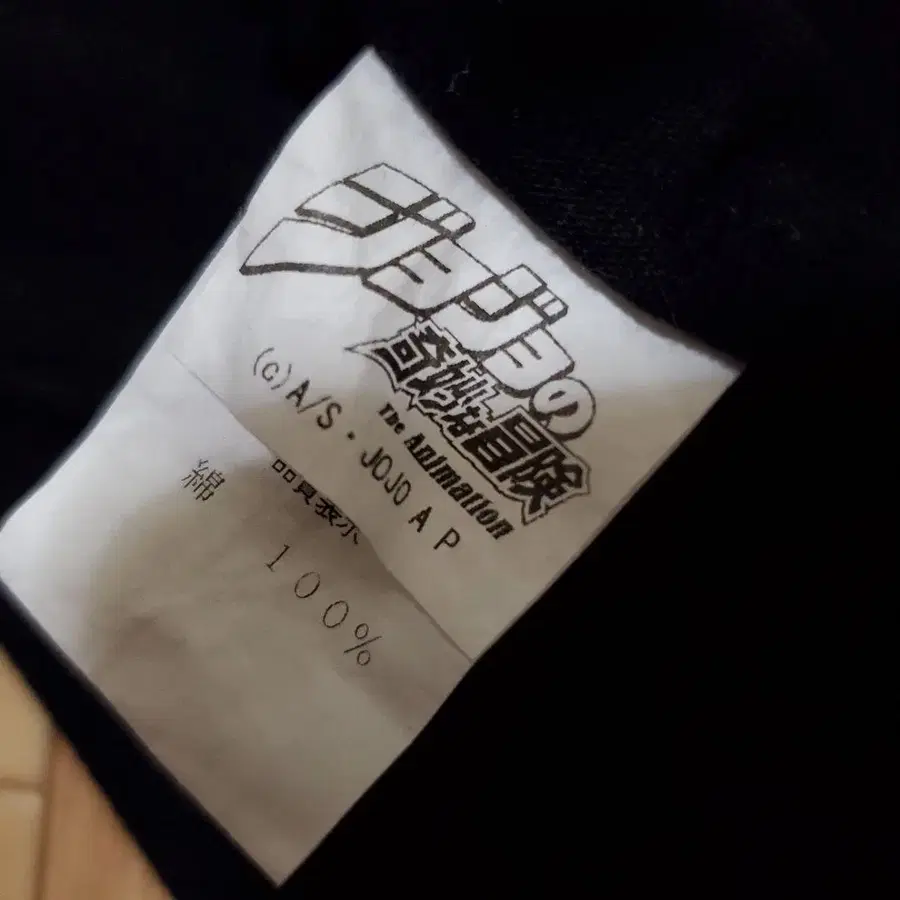 ジョジョの
奇妙な冒険
The Animation
(c)A/S・JOJO A P
品質表示
綿 100%